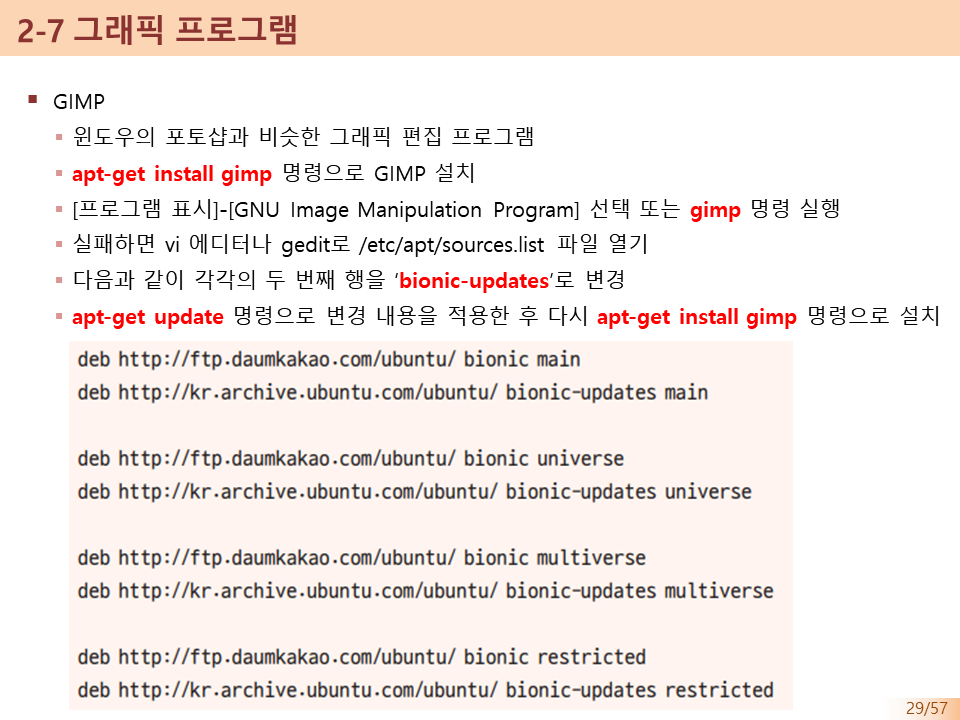 2-7 그래픽 프로그램
GIMP
윈도우의 포토샵과 비슷한 그래픽 편집 프로그램
apt-get install gimp 명령으로 GIMP 설치
[프로그램 표시]-[GNU Image Manipulation Program] 선택 또는 gimp 명령 실행
실패하면 vi 에디터나 gedit로 /etc/apt/sources.list 파일 열기
다음과 같이 각각의 두 번째 행을 ‘bionic-updates’로 변경
apt-get update 명령으로 변경 내용을 적용한 후 다시 apt-get install gimp 명령으로 설치
deb http://ftp.daumkakao.com/ubuntu/ bionic main
deb http://kr.archive.ubuntu.com/ubuntu/ bionic-updates main
deb http://ftp.daumkakao.com/ubuntu/ bionic universe
deb http://kr.archive.ubuntu.com/ubuntu/ bionic-updates universe
deb http://ftp.daumkakao.com/ubuntu/ bionic multiverse
deb http://kr.archive.ubuntu.com/ubuntu/ bionic-updates multiverse
deb http://ftp.daumkakao.com/ubuntu/ bionic restricted
deb http://kr.archive.ubuntu.com/ubuntu/ bionic-updates restricted
29/57